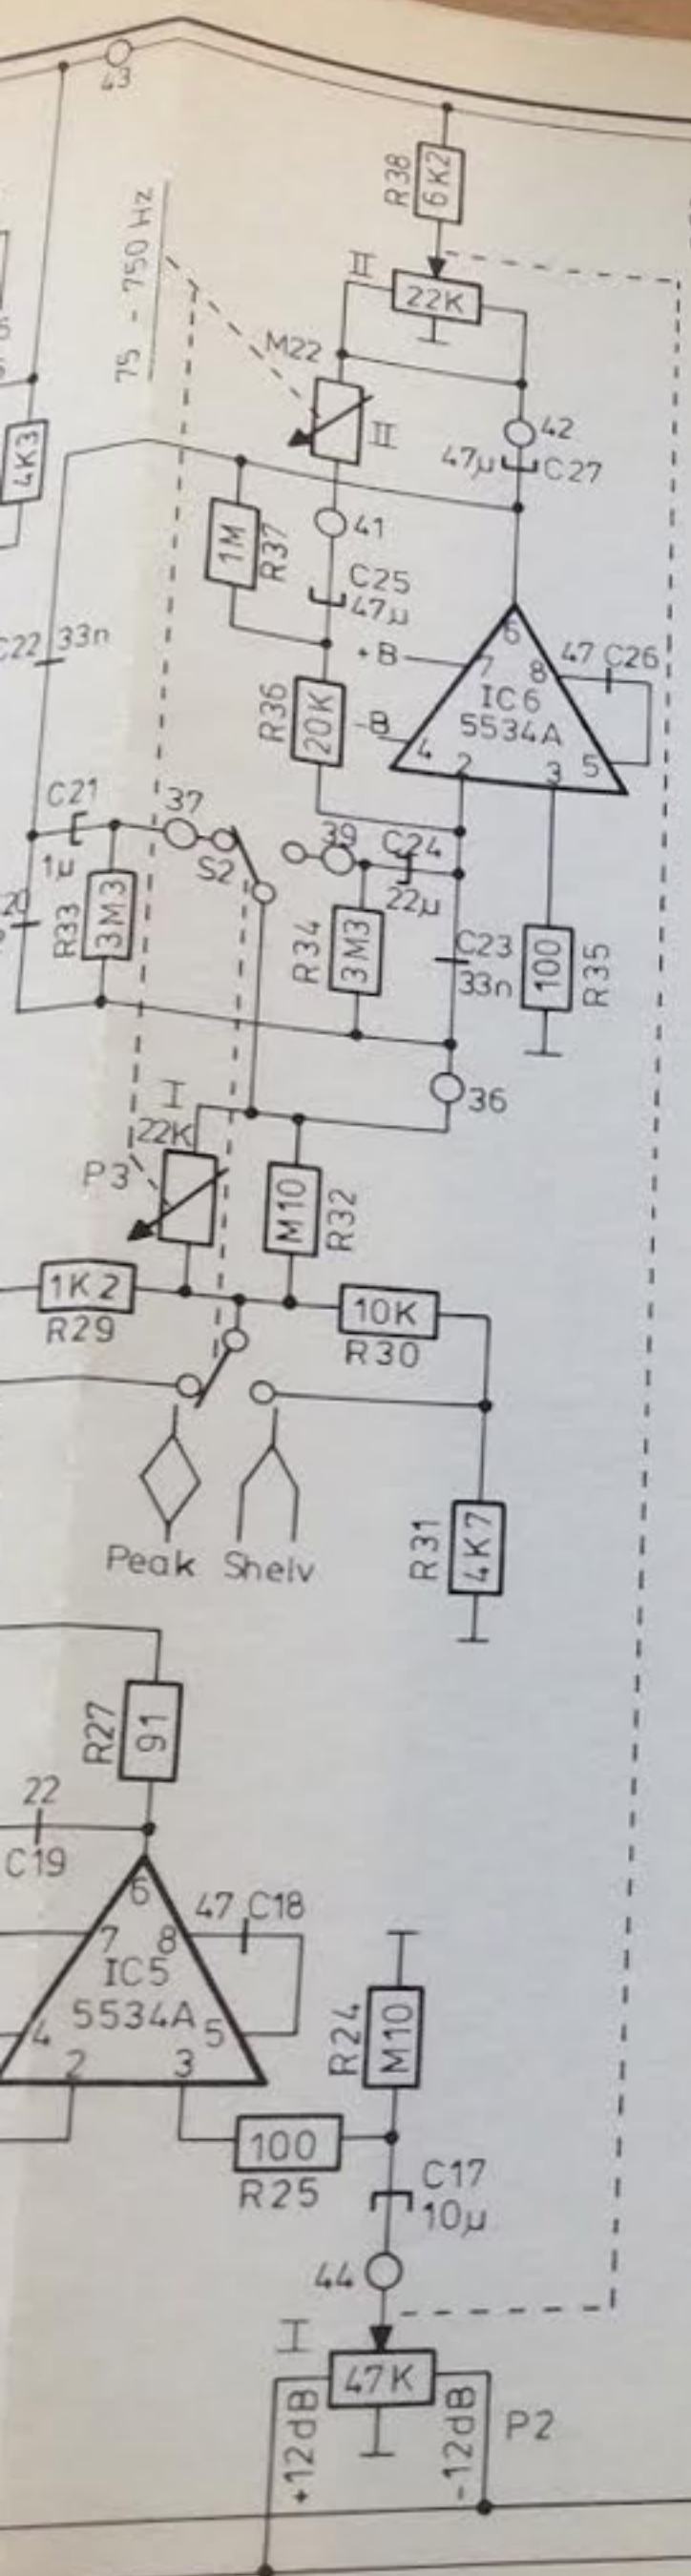 43
R38
6K2
75 - 750 Hz
II
22K
M22
II
42
47µ
C27
4K3
41
1M
R37
C25
47µ
C22
33n
+B
6
7
8
47 C26
R36
20K
IC6
5534A
-B
4
2
3
5
C21
37
1µ
S2
39
C24
22µ
20
R33
3M3
R34
3M3
C23
33n
100
R35
36
I
22K
P3
M10
R32
1K2
R29
10K
R30
Peak
Shelv
R31
4K7
R27
91
22
C19
6
47 C18
7
8
IC5
5534A
4
5
2
3
R24
M10
100
R25
C17
10µ
44
I
47K
+12dB
-12dB
P2